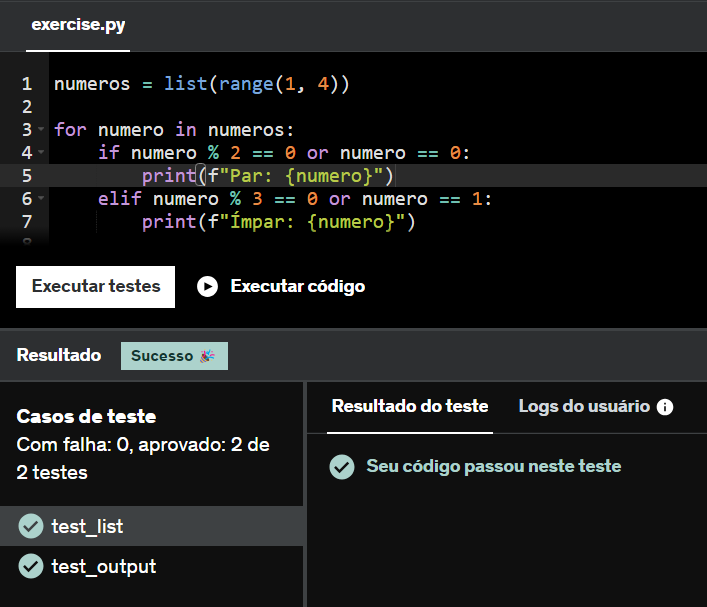 exercise.py
1 numeros = list(range(1, 4))
2
3 for numero in numeros:
4     if numero % 2 == 0 or numero == 0:
5         print(f"Par: {numero}")
6     elif numero % 3 == 0 or numero == 1:
7         print(f"Ímpar: {numero}")
8
Executar testes Executar código
Resultado Sucesso 🎉
Casos de teste
Com falha: 0, aprovado: 2 de
2 testes
test_list
test_output
Resultado do teste Logs do usuário
Seu código passou neste teste